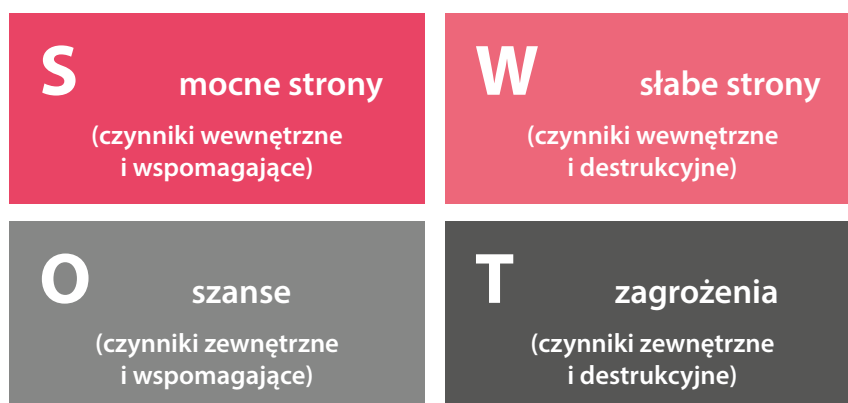 S mocne strony
(czynniki wewnętrzne
i wspomagające)
W słabe strony
(czynniki wewnętrzne
i destrukcyjne)
O szanse
(czynniki zewnętrzne
i wspomagające)
T zagrożenia
(czynniki zewnętrzne
i destrukcyjne)